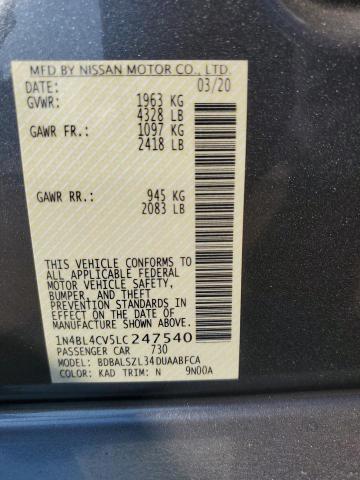 MFD BY NISSAN MOTOR CO., LTD.
DATE: 03/20
GVWR: 1963 KG
4328 LB
GAWR FR.: 1097 KG
2418 LB
GAWR RR.: 945 KG
2083 LB
THIS VEHICLE CONFORMS TO
ALL APPLICABLE FEDERAL
MOTOR VEHICLE SAFETY,
BUMPER, AND THEFT
PREVENTION STANDARDS IN
EFFECT ON THE DATE OF
MANUFACTURE SHOWN ABOVE.
1N4BL4CV5LC247540
PASSENGER CAR 730
MODEL: BDBALSZL34DUAABFCA
COLOR: KAD TRIM: N 9N00A